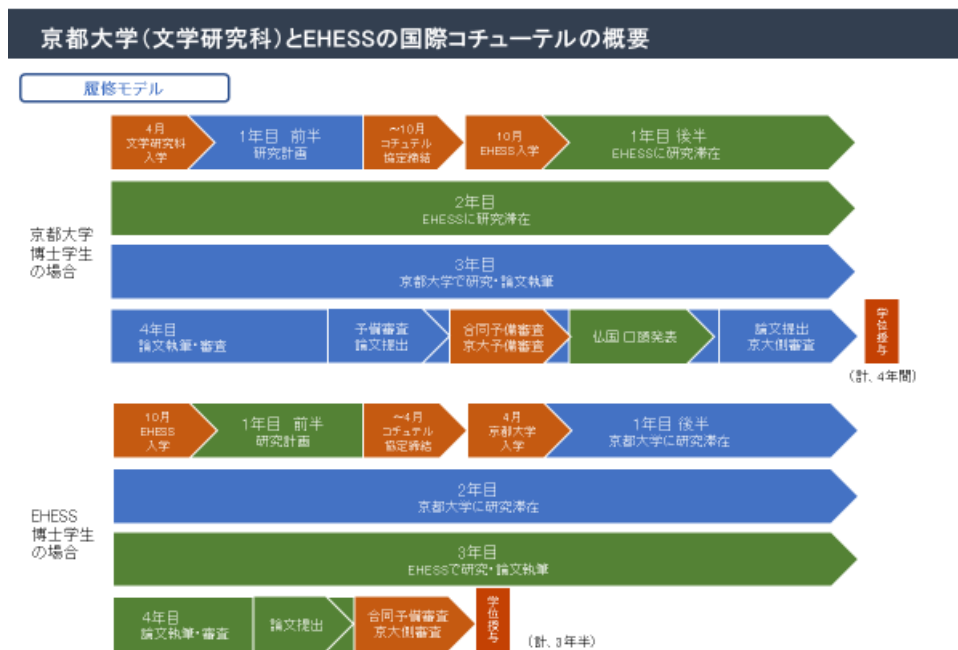 京都大学(文学研究科)とEHESSの国際コチューテルの概要
履修モデル
京都大学
博士学生
の場合
4月
文学研究科
入学
1年目 前半
研究計画
～10月
コチュテル
協定締結
10月
EHESS入学
1年目 後半
EHESSに研究滞在
2年目
EHESSに研究滞在
3年目
京都大学で研究・論文執筆
4年目
論文執筆・審査
予備審査
論文提出
合同予備審査
京大予備審査
仏国 口頭発表
論文提出
京大側審査
学位授与
(計、4年間)
EHESS
博士学生
の場合
10月
EHESS
入学
1年目 前半
研究計画
～4月
コチュテル
協定締結
4月
京都大学
入学
1年目 後半
京都大学に研究滞在
2年目
京都大学に研究滞在
3年目
EHESSで研究・論文執筆
4年目
論文執筆・審査
論文提出
合同予備審査
京大側審査
学位授与
(計、3年半)